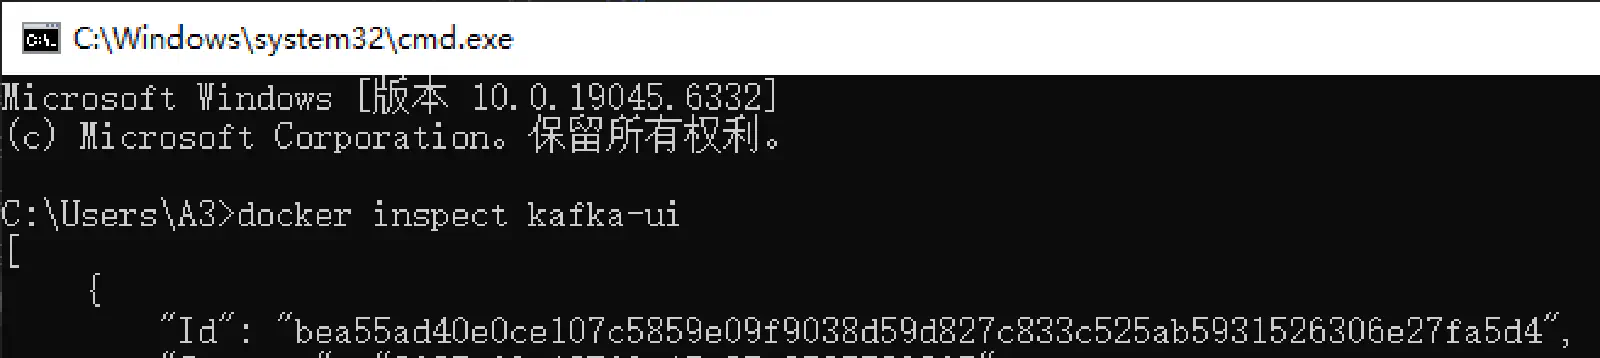 C:\Windows\system32\cmd.exe
Microsoft Windows [版本 10.0.19045.6332]
(c) Microsoft Corporation。保留所有权利。
C:\Users\A3>docker inspect kafka-ui
[
{
"Id": "bea55ad40e0ce107c5859e09f9038d59d827c833c525ab5931526306e27fa5d4",